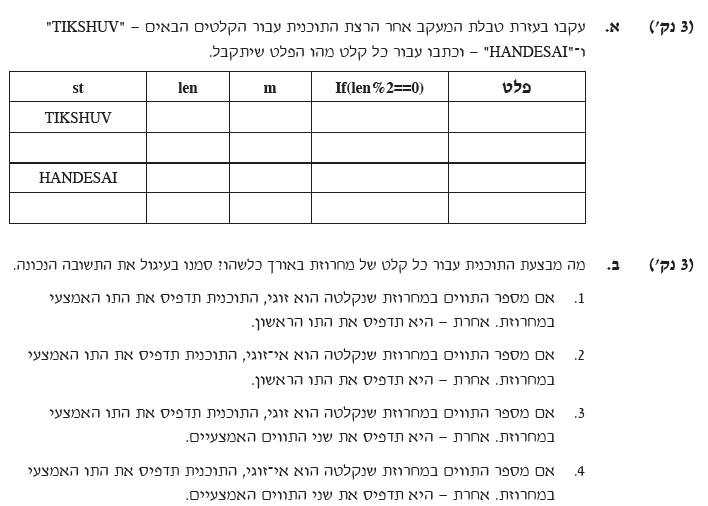 א. (3 נק') עקבו בעזרת טבלת המעקב אחר הרצת התוכנית עבור הקלטים הבאים – "TIKSHUV"
ו־"HANDESAI" – וכתבו עבור כל קלט מהו הפלט שיתקבל.
st len m If(len%2==0) פלט
TIKSHUV
HANDESAI
ב. (3 נק') מה מבצעת התוכנית עבור כל קלט של מחרוזת באורך כלשהו? סמנו בעיגול את התשובה הנכונה.
1. אם מספר התווים במחרוזת שנקלטה הוא זוגי, התוכנית תדפיס את התו האמצעי
במחרוזת. אחרת – היא תדפיס את התו הראשון.
2. אם מספר התווים במחרוזת שנקלטה הוא אי־זוגי, התוכנית תדפיס את התו האמצעי
במחרוזת. אחרת – היא תדפיס את התו הראשון.
3. אם מספר התווים במחרוזת שנקלטה הוא זוגי, התוכנית תדפיס את התו האמצעי
במחרוזת. אחרת – היא תדפיס את שני התווים האמצעיים.
4. אם מספר התווים במחרוזת שנקלטה הוא אי־זוגי, התוכנית תדפיס את התו האמצעי
במחרוזת. אחרת – היא תדפיס את שני התווים האמצעיים.